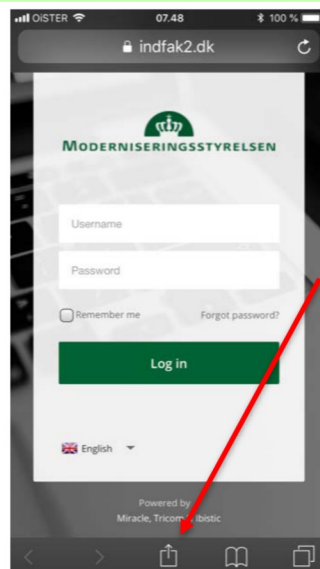 OiSTER 07.48 100 %
indfak2.dk
MODERNISERINGSSTYRELSEN
Username
Password
Remember me Forgot password?
Log in
English
Powered by
Miracle, Tricom, Ibistic